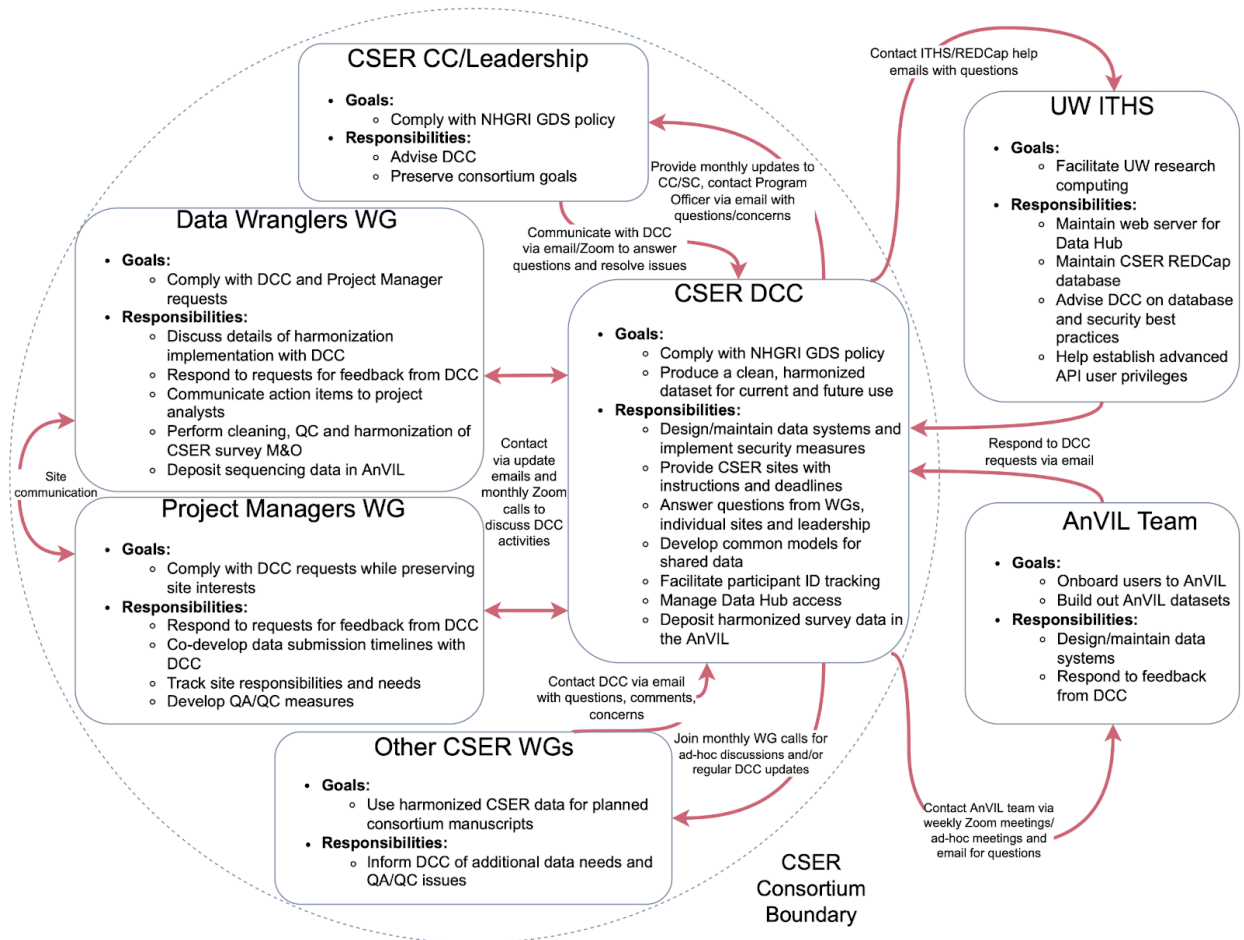 CSER CC/Leadership
• Goals:
◦ Comply with NHGRI GDS policy
• Responsibilities:
◦ Advise DCC
◦ Preserve consortium goals
Contact ITHS/REDCap help
emails with questions
UW ITHS
• Goals:
◦ Facilitate UW research
computing
• Responsibilities:
◦ Maintain web server for
Data Hub
◦ Maintain CSER REDCap
database
◦ Advise DCC on database
and security best
practices
◦ Help establish advanced
API user privileges
Provide monthly updates to
CC/SC, contact Program
Officer via email with
questions/concerns
Communicate with DCC
via email/Zoom to answer
questions and resolve issues
Data Wranglers WG
• Goals:
◦ Comply with DCC and Project Manager
requests
• Responsibilities:
◦ Discuss details of harmonization
implementation with DCC
◦ Respond to requests for feedback from DCC
◦ Communicate action items to project
analysts
◦ Perform cleaning, QC and harmonization of
CSER survey M&O
◦ Deposit sequencing data in AnVIL
CSER DCC
• Goals:
◦ Comply with NHGRI GDS policy
◦ Produce a clean, harmonized
dataset for current and future use
• Responsibilities:
◦ Design/maintain data systems and
implement security measures
◦ Provide CSER sites with
instructions and deadlines
◦ Answer questions from WGs,
individual sites and leadership
◦ Develop common models for
shared data
◦ Facilitate participant ID tracking
◦ Manage Data Hub access
◦ Deposit harmonized survey data in
the AnVIL
Contact
via update
emails and
monthly Zoom
calls to
discuss DCC
activities
Site
communication
Respond to DCC
requests via email
Project Managers WG
• Goals:
◦ Comply with DCC requests while preserving
site interests
• Responsibilities:
◦ Respond to requests for feedback from DCC
◦ Co-develop data submission timelines with
DCC
◦ Track site responsibilities and needs
◦ Develop QA/QC measures
AnVIL Team
• Goals:
◦ Onboard users to AnVIL
◦ Build out AnVIL datasets
• Responsibilities:
◦ Design/maintain data
systems
◦ Respond to feedback
from DCC
Contact DCC via email
with questions, comments,
concerns
Join monthly WG calls for
ad-hoc discussions and/or
regular DCC updates
Other CSER WGs
• Goals:
◦ Use harmonized CSER data for planned
consortium manuscripts
• Responsibilities:
◦ Inform DCC of additional data needs and
QA/QC issues
Contact AnVIL team via
weekly Zoom meetings/
ad-hoc meetings and
email for questions
CSER
Consortium
Boundary